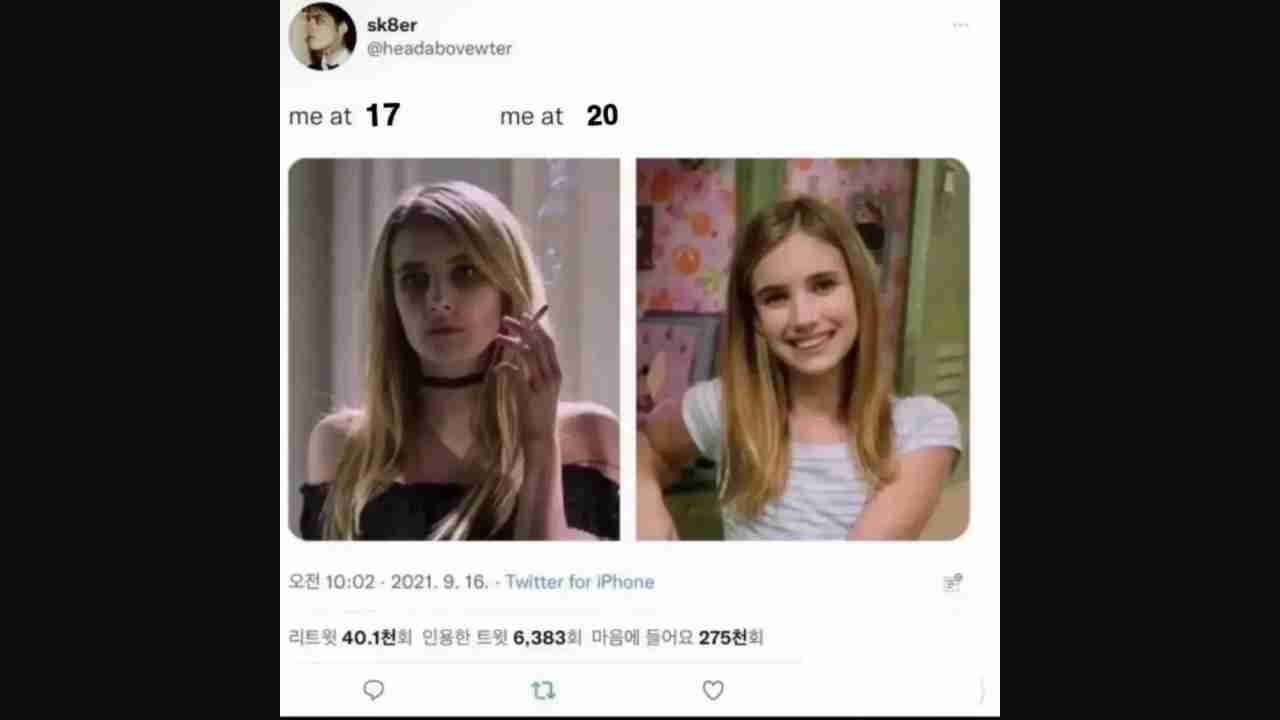 sk8er
@headabovewter
me at 17 me at 20
오전 10:02 · 2021. 9. 16. · Twitter for iPhone
리트윗 40.1천회 인용한 트윗 6,383회 마음에 들어요 275천회